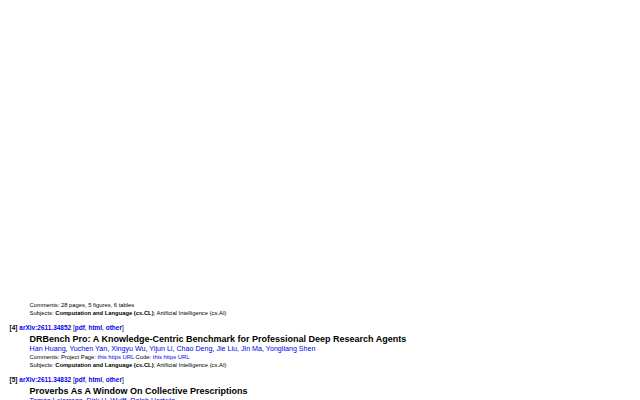 Comments: 28 pages, 5 figures, 6 tables
Subjects: Computation and Language (cs.CL); Artificial Intelligence (cs.AI)
[4] arXiv:2611.34852 [pdf, html, other]
DRBench Pro: A Knowledge-Centric Benchmark for Professional Deep Research Agents
Han Huang, Yuchen Yan, Xingyu Wu, Yijun Li, Chao Deng, Jie Liu, Jin Ma, Yongliang Shen
Comments: Project Page: this https URL Code: this https URL
Subjects: Computation and Language (cs.CL); Artificial Intelligence (cs.AI)
[5] arXiv:2611.34832 [pdf, html, other]
Proverbs As A Window On Collective Prescriptions